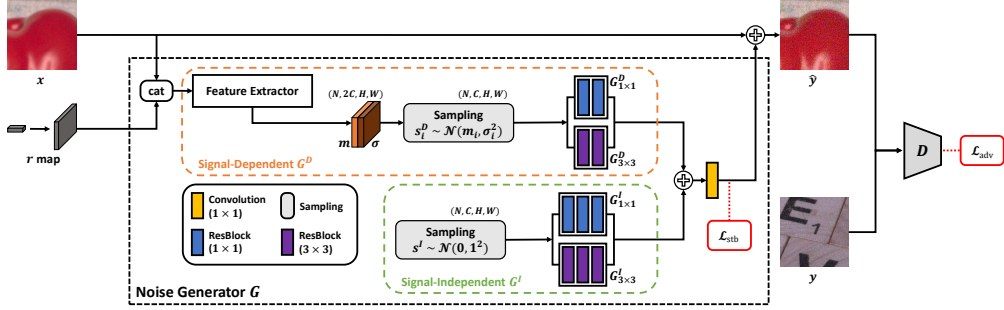 x
r map
cat
Feature Extractor
(N, 2C, H, W)
m
σ
(N, C, H, W)
Sampling
s_i^D ~ 𝒩(m_i, σ_i^2)
G_{1×1}^D
G_{3×3}^D
Signal-Dependent G^D
Convolution
(1 × 1)
Sampling
ResBlock
(1 × 1)
ResBlock
(3 × 3)
(N, C, H, W)
Sampling
s^I ~ 𝒩(0, 1^2)
G_{1×1}^I
G_{3×3}^I
Signal-Independent G^I
Noise Generator G
ℒ_stb
ŷ
E
1
y
D
ℒ_adv